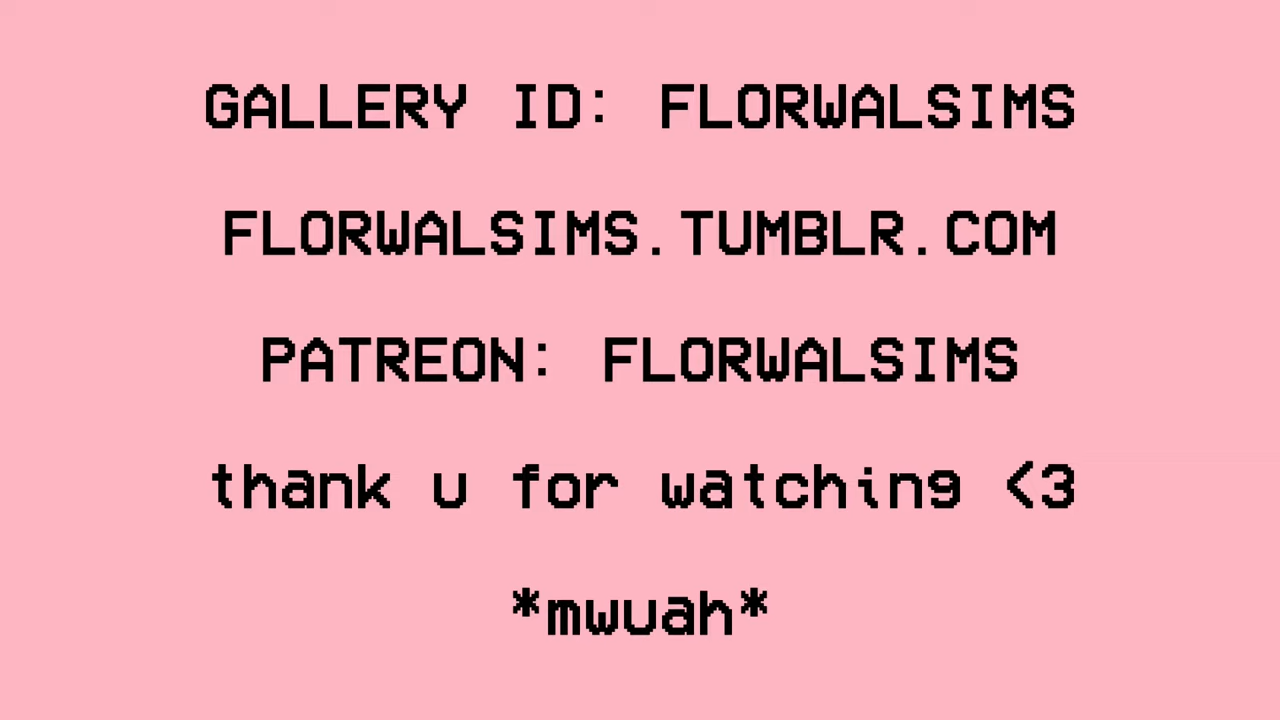 GALLERY ID: FLORWALSIMS
FLORWALSIMS.TUMBLR.COM
PATREON: FLORWALSIMS
thank u for watching <3
*mwuah*